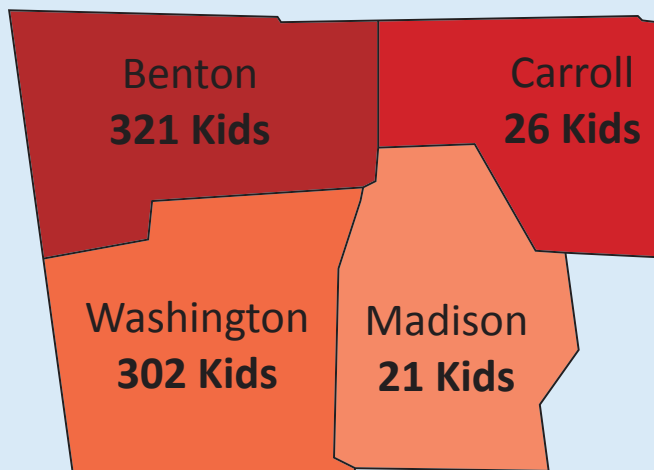 Benton
321 Kids
Carroll
26 Kids
Washington
302 Kids
Madison
21 Kids